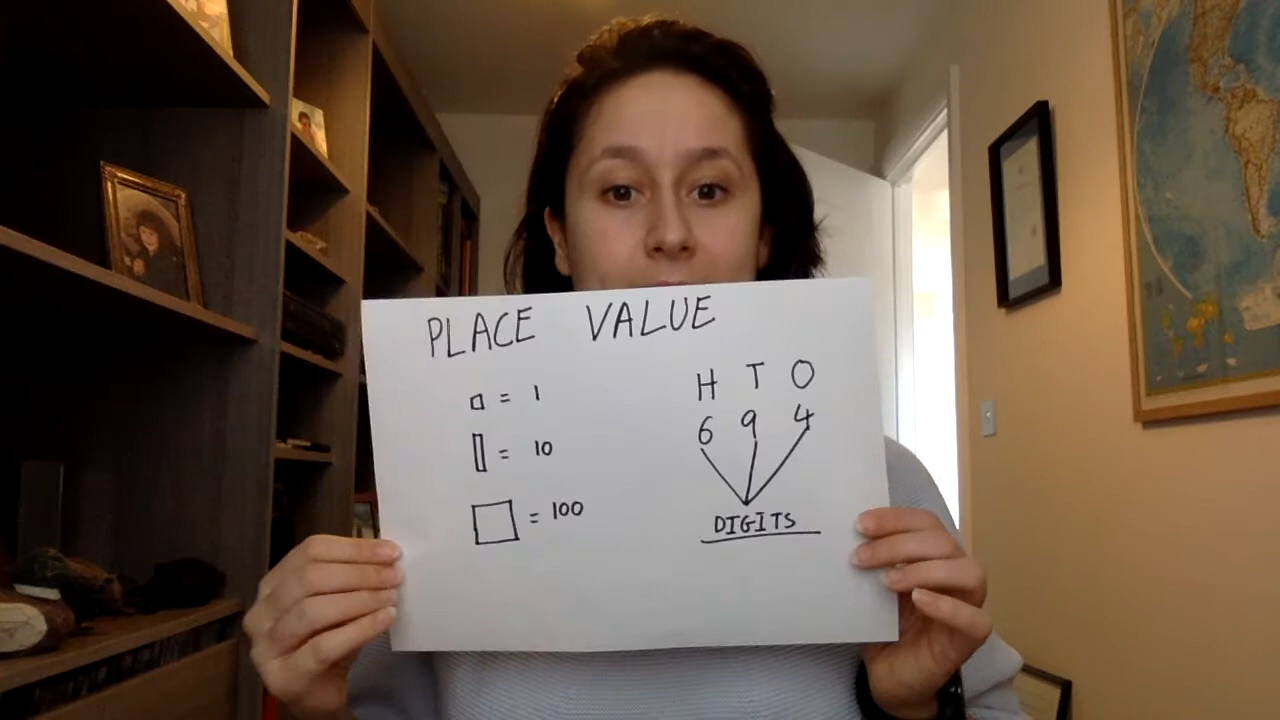 PLACE VALUE
= 1
= 10
= 100
H T O
6 9 4
DIGITS